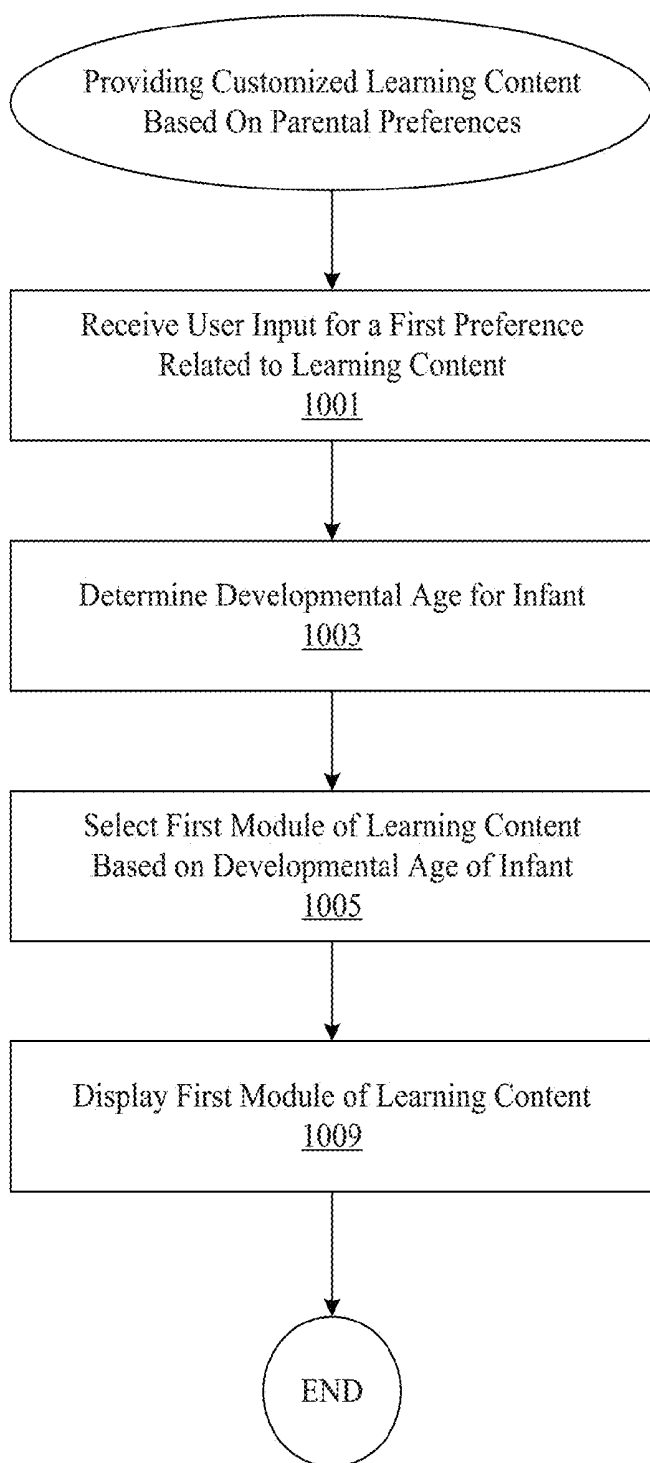 Providing Customized Learning Content
Based On Parental Preferences
Receive User Input for a First Preference
Related to Learning Content
1001
Determine Developmental Age for Infant
1003
Select First Module of Learning Content
Based on Developmental Age of Infant
1005
Display First Module of Learning Content
1009
END